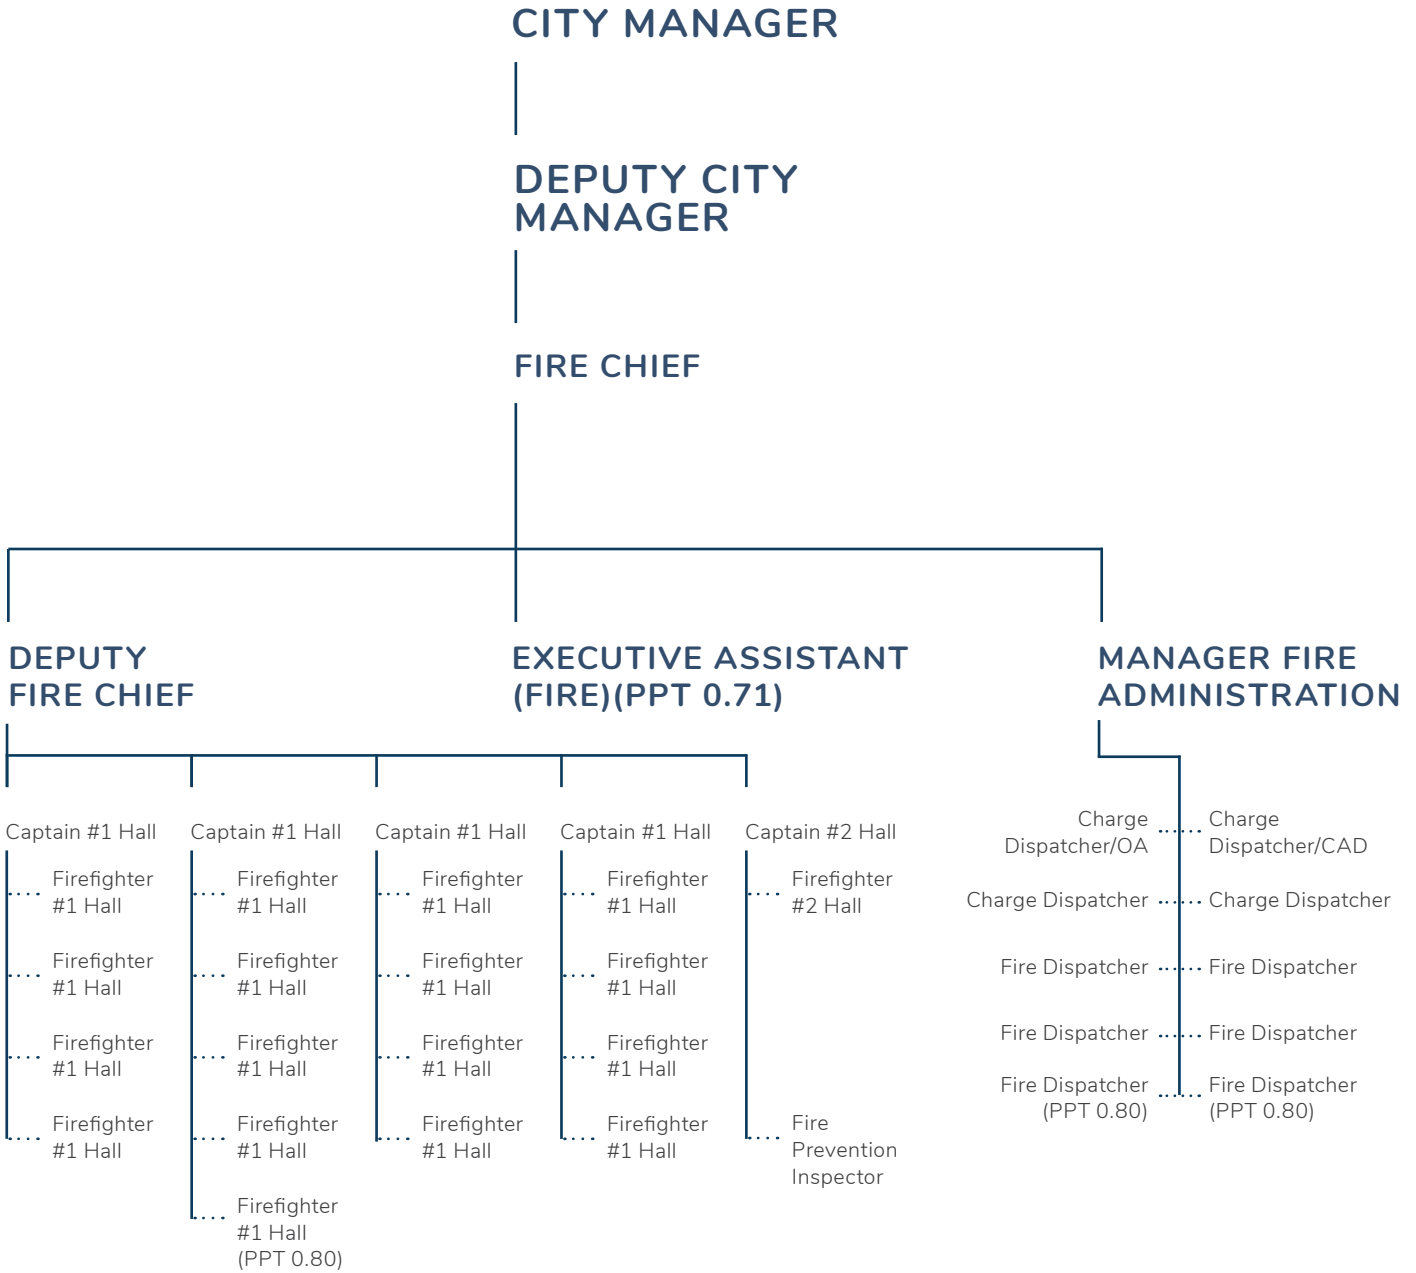 CITY MANAGER
DEPUTY CITY
MANAGER
FIRE CHIEF
DEPUTY
FIRE CHIEF
EXECUTIVE ASSISTANT
(FIRE)(PPT 0.71)
MANAGER FIRE
ADMINISTRATION
Captain #1 Hall
Firefighter
#1 Hall
Firefighter
#1 Hall
Firefighter
#1 Hall
Firefighter
#1 Hall
Captain #1 Hall
Firefighter
#1 Hall
Firefighter
#1 Hall
Firefighter
#1 Hall
Firefighter
#1 Hall
Firefighter
#1 Hall
(PPT 0.80)
Captain #1 Hall
Firefighter
#1 Hall
Firefighter
#1 Hall
Firefighter
#1 Hall
Firefighter
#1 Hall
Captain #1 Hall
Firefighter
#1 Hall
Firefighter
#1 Hall
Firefighter
#1 Hall
Firefighter
#1 Hall
Captain #2 Hall
Firefighter
#2 Hall
Fire
Prevention
Inspector
Charge
Dispatcher/OA
Charge
Dispatcher/CAD
Charge Dispatcher
Charge Dispatcher
Fire Dispatcher
Fire Dispatcher
Fire Dispatcher
Fire Dispatcher
Fire Dispatcher
(PPT 0.80)
Fire Dispatcher
(PPT 0.80)